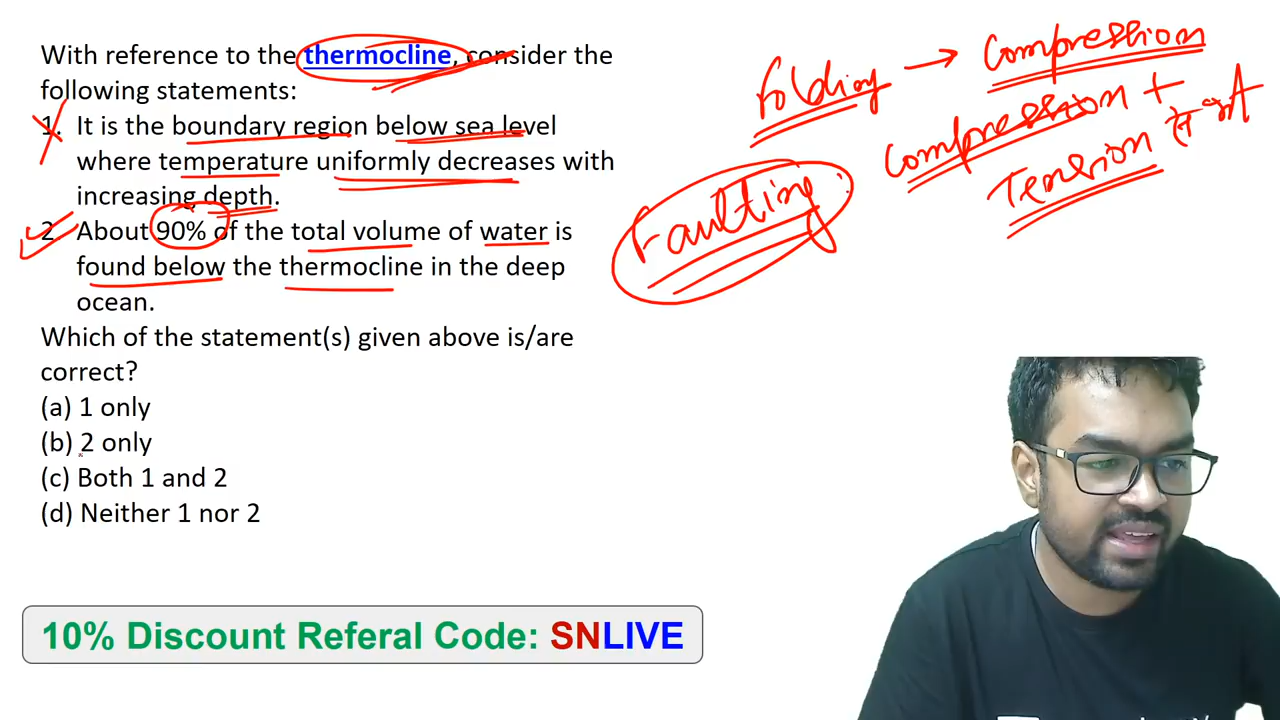 With reference to the thermocline, consider the
following statements:
1. It is the boundary region below sea level
where temperature uniformly decreases with
increasing depth.
2. About 90% of the total volume of water is
found below the thermocline in the deep
ocean.
Which of the statement(s) given above is/are
correct?
(a) 1 only
(b) 2 only
(c) Both 1 and 2
(d) Neither 1 nor 2
folding → Compression
Compression +
Tension
Faulting
10% Discount Referal Code: SNLIVE